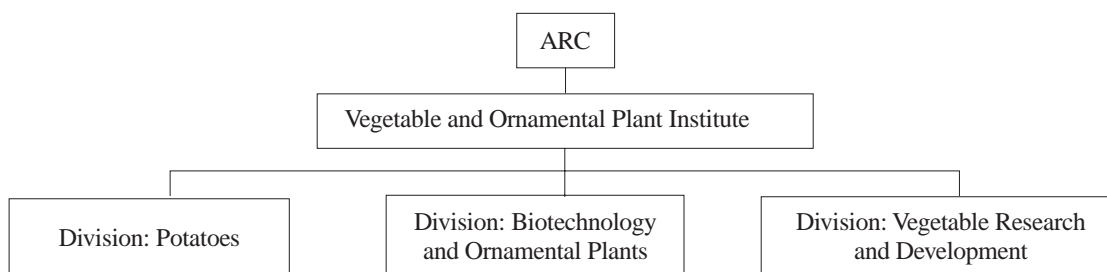 ARC
Vegetable and Ornamental Plant Institute
Division: Potatoes
Division: Biotechnology
and Ornamental Plants
Division: Vegetable Research
and Development